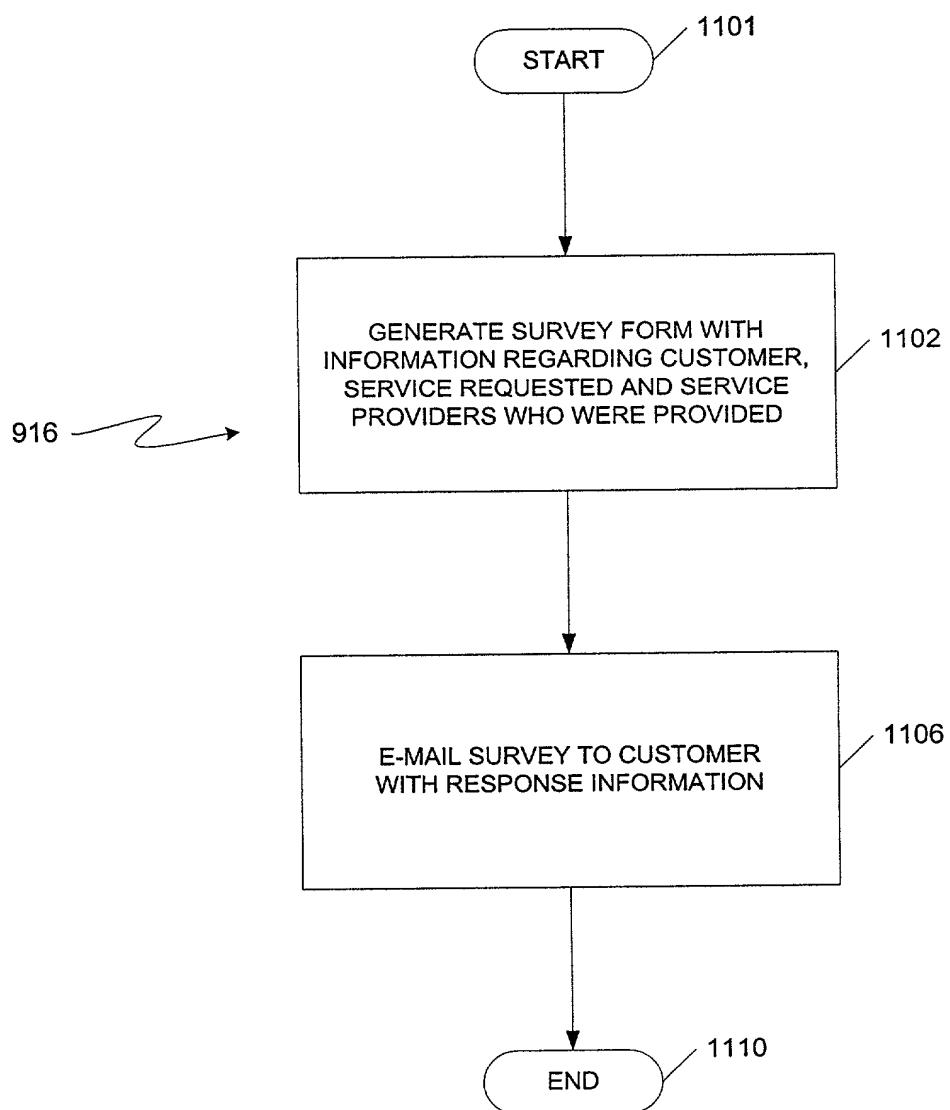 1101
START
GENERATE SURVEY FORM WITH
INFORMATION REGARDING CUSTOMER,
SERVICE REQUESTED AND SERVICE
PROVIDERS WHO WERE PROVIDED
1102
916
E-MAIL SURVEY TO CUSTOMER
WITH RESPONSE INFORMATION
1106
1110
END